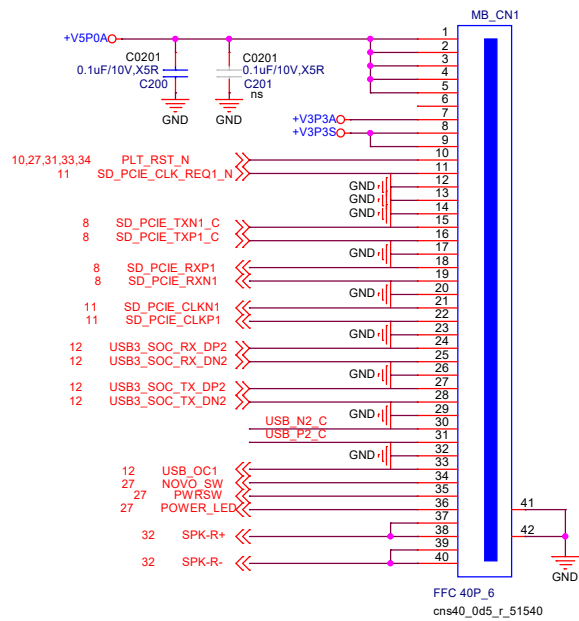 MB_CN1
+V5P0A 1
2
C0201 C0201 3
0.1uF/10V,X5R 0.1uF/10V,X5R 4
C200 C201 5
ns 6
GND GND
+V3P3A 7
+V3P3S 8
9
10,27,31,33,34 PLT_RST_N 10
11 SD_PCIE_CLK_REQ1_N 11
GND 12
GND 13
GND 14
8 SD_PCIE_TXN1_C 15
8 SD_PCIE_TXP1_C 16
GND 17
8 SD_PCIE_RXP1 18
8 SD_PCIE_RXN1 19
GND 20
11 SD_PCIE_CLKN1 21
11 SD_PCIE_CLKP1 22
GND 23
12 USB3_SOC_RX_DP2 24
12 USB3_SOC_RX_DN2 25
GND 26
12 USB3_SOC_TX_DP2 27
12 USB3_SOC_TX_DN2 28
GND 29
USB_N2_C 30
USB_P2_C 31
GND 32
12 USB_OC1 33
27 NOVO_SW 34
27 PWRSW 35
27 POWER_LED 36 41
37
32 SPK-R+ 38 42
39
32 SPK-R- 40
GND
FFC 40P_6
cns40_0d5_r_51540